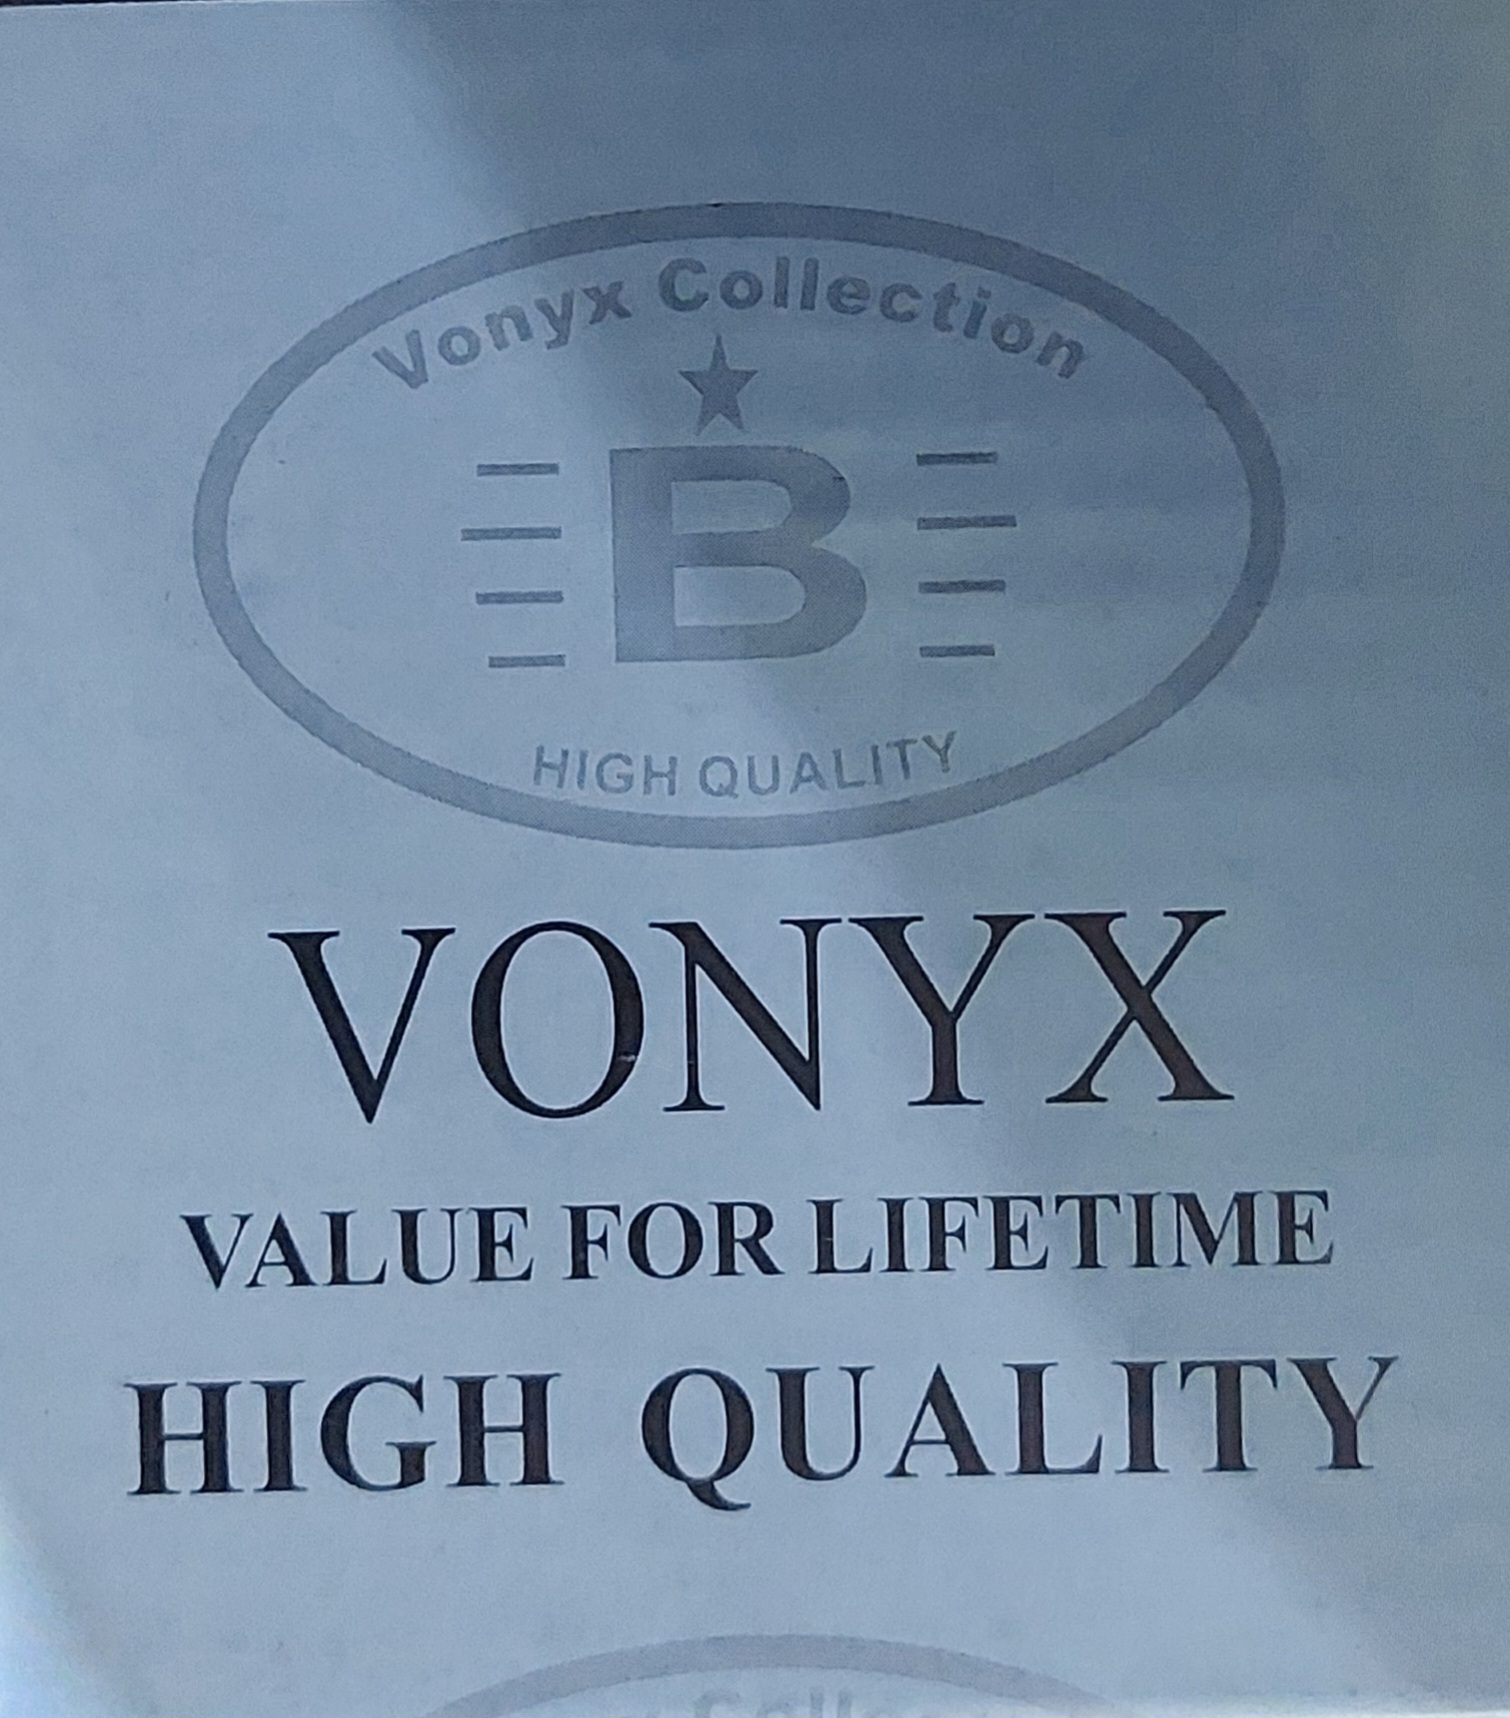 Vonyx Collection
B
HIGH QUALITY
VONYX
VALUE FOR LIFETIME
HIGH QUALITY